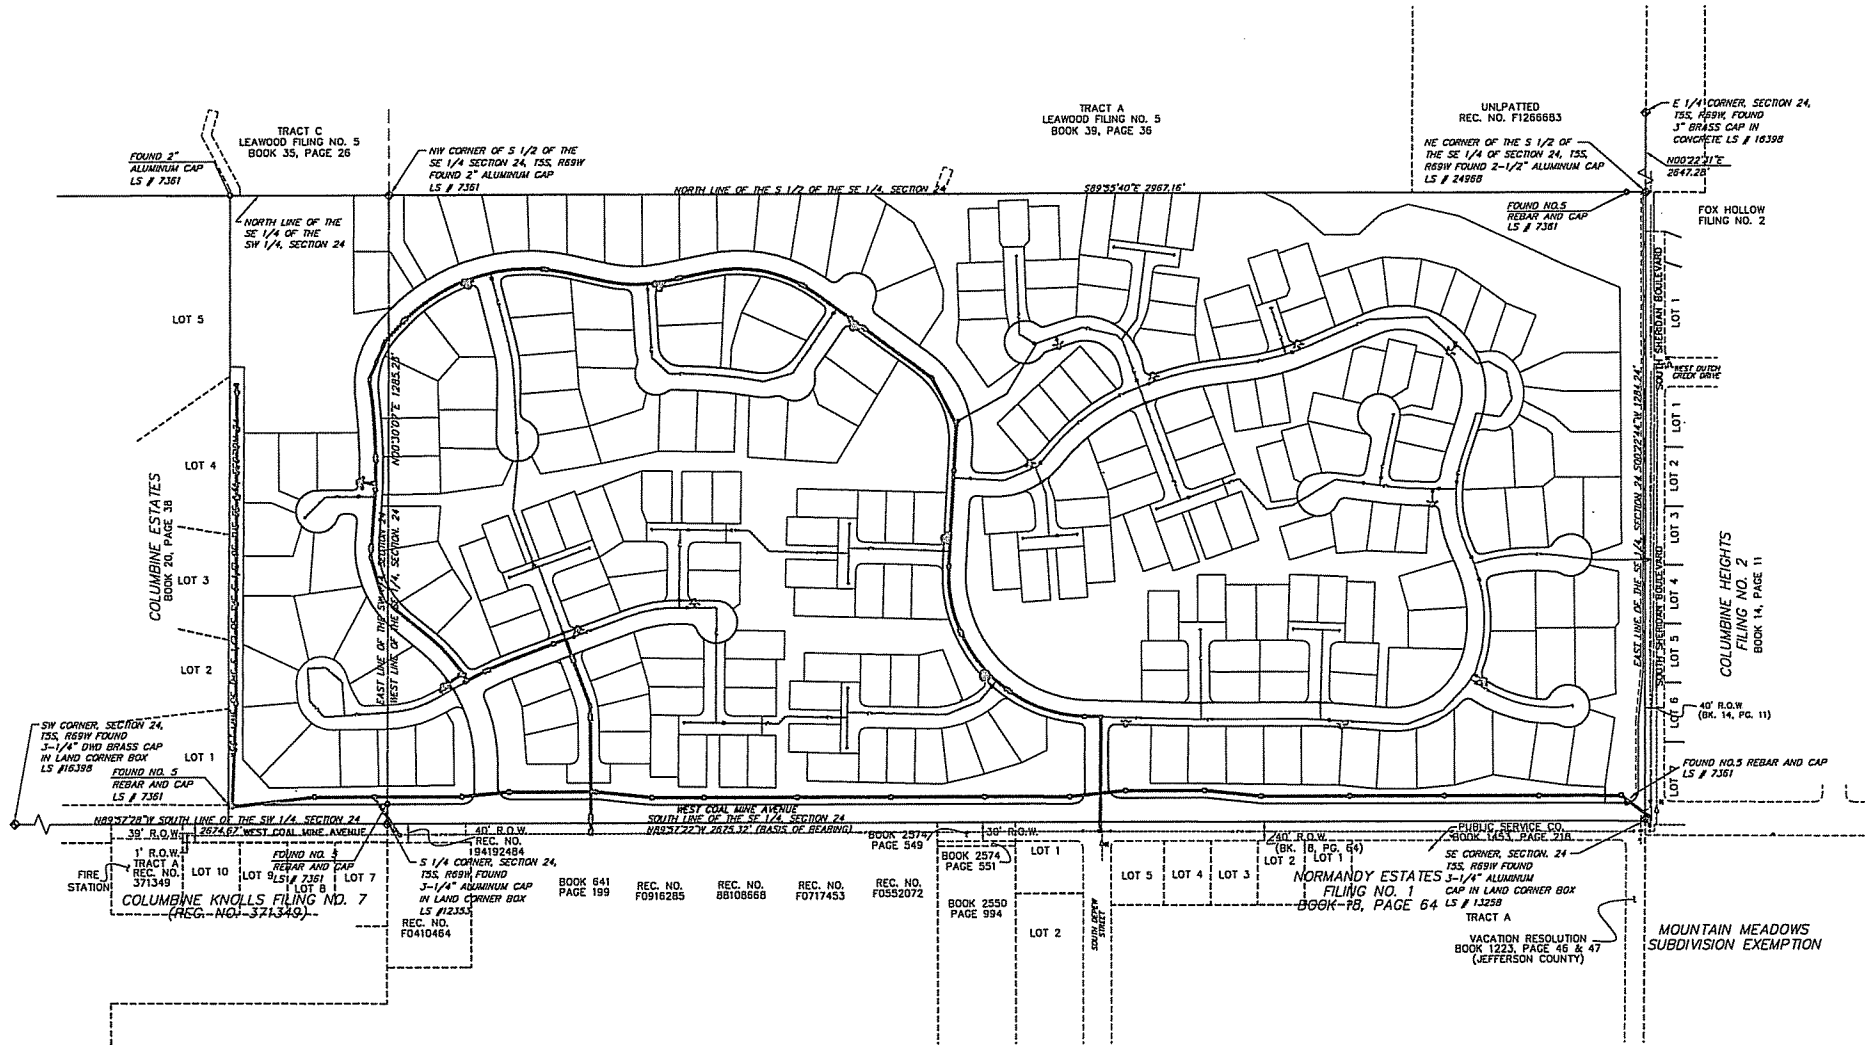 TRACT C
LEAWOOD FILING NO. 5
BOOK 35, PAGE 26
TRACT A
LEAWOOD FILING NO. 5
BOOK 39, PAGE 36
UNLPATTED
REC. NO. F1266683
E 1/4 CORNER, SECTION 24,
T5S, R69W, FOUND
3" BRASS CAP IN
CONCRETE LS # 16398
FOUND 2"
ALUMINUM CAP
LS # 7361
NW CORNER OF S 1/2 OF THE
SE 1/4 SECTION 24, T5S, R69W
FOUND 2" ALUMINUM CAP
LS # 7361
NE CORNER OF THE S 1/2 OF
THE SE 1/4 OF SECTION 24, T5S,
R69W FOUND 2-1/2" ALUMINUM CAP
LS # 24968
N00°22'31"E
2647.28'
NORTH LINE OF THE S 1/2 OF THE SE 1/4, SECTION 24
S89°55'40"E 2967.16'
NORTH LINE OF THE
SE 1/4 OF THE
SW 1/4, SECTION 24
FOUND NO.5
REBAR AND CAP
LS # 7361
FOX HOLLOW
FILING NO. 2
LOT 5
LOT 4
LOT 3
LOT 2
LOT 1
COLUMBINE ESTATES
BOOK 20, PAGE 38
N00°30'07"E 1285.28'
EAST LINE OF THE SW 1/4, SECTION 24
WEST LINE OF THE SE 1/4, SECTION. 24
EAST LINE OF THE SE 1/4, SECTION 24 S00°22'44"W 1284.24'
SOUTH SHERIDAN BOULEVARD
SOUTH SHERIDAN BOULEVARD
LOT 1
WEST DUTCH
CREEK DRIVE
LOT 1
LOT 2
LOT 3
LOT 4
LOT 5
LOT 6
LOT
COLUMBINE HEIGHTS
FILING NO. 2
BOOK 14, PAGE 11
40' R.O.W
(BK. 14, PG. 11)
SW CORNER, SECTION 24,
T5S, R69W FOUND
3-1/4" DWD BRASS CAP
IN LAND CORNER BOX
LS #16398
FOUND NO. 5
REBAR AND CAP
LS # 7361
FOUND NO.5 REBAR AND CAP
LS # 7361
WEST COAL MINE AVENUE
N89°57'28"W SOUTH LINE OF THE SW 1/4, SECTION 24
SOUTH LINE OF THE SE 1/4, SECTION 24
2674.67'
WEST COAL MINE AVENUE
N89°57'22"W 2675.32' (BASIS OF BEARING)
39' R.O.W.
1' R.O.W.
TRACT A
REC. NO.
371349
FIRE
STATION
LOT 10
LOT 9
LOT 8
LOT 7
FOUND NO. 5
REBAR AND CAP
LS # 7361
COLUMBINE KNOLLS FILING NO. 7
(REC. NO. 371349)
40' R.O.W.
REC. NO.
194192484
S 1/4 CORNER, SECTION 24,
T5S, R69W FOUND
3-1/4" ALUMINUM CAP
IN LAND CORNER BOX
LS #12353
REC. NO.
F0410464
BOOK 641
PAGE 199
REC. NO.
F0916285
REC. NO.
88108668
REC. NO.
F0717453
REC. NO.
F0552072
BOOK 2574
PAGE 549
BOOK 2574
PAGE 551
BOOK 2550
PAGE 994
30' R.O.W.
LOT 1
LOT 2
SOUTH DEPEW
STREET
LOT 5
LOT 4
LOT 3
40' R.O.W.
(BK. 18, PG. 64)
LOT 2
LOT 1
NORMANDY ESTATES
FILING NO. 1
BOOK 18, PAGE 64
PUBLIC SERVICE CO.
BOOK 1453, PAGE 218
SE CORNER, SECTION. 24
T5S, R69W FOUND
3-1/4" ALUMINUM
CAP IN LAND CORNER BOX
LS # 13258
TRACT A
VACATION RESOLUTION
BOOK 1223, PAGE 46 & 47
(JEFFERSON COUNTY)
MOUNTAIN MEADOWS
SUBDIVISION EXEMPTION